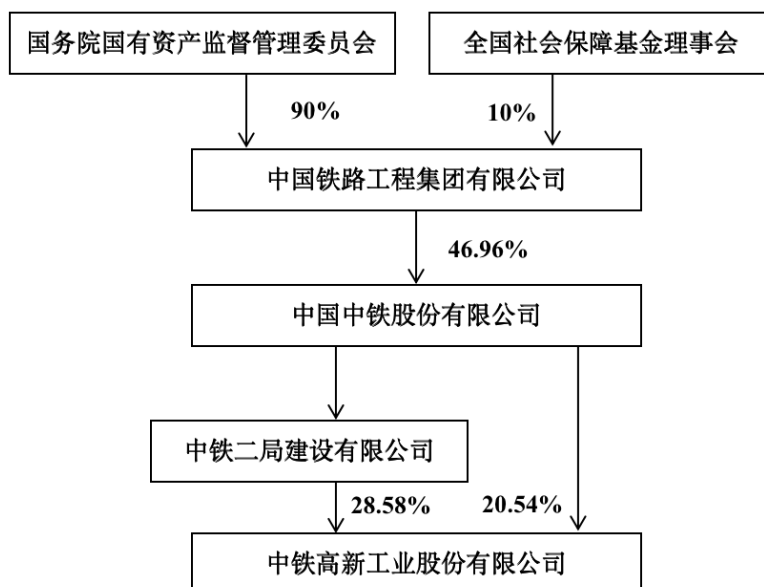 国务院国有资产监督管理委员会
全国社会保障基金理事会
90%
10%
中国铁路工程集团有限公司
46.96%
中国中铁股份有限公司
中铁二局建设有限公司
28.58%
20.54%
中铁高新工业股份有限公司